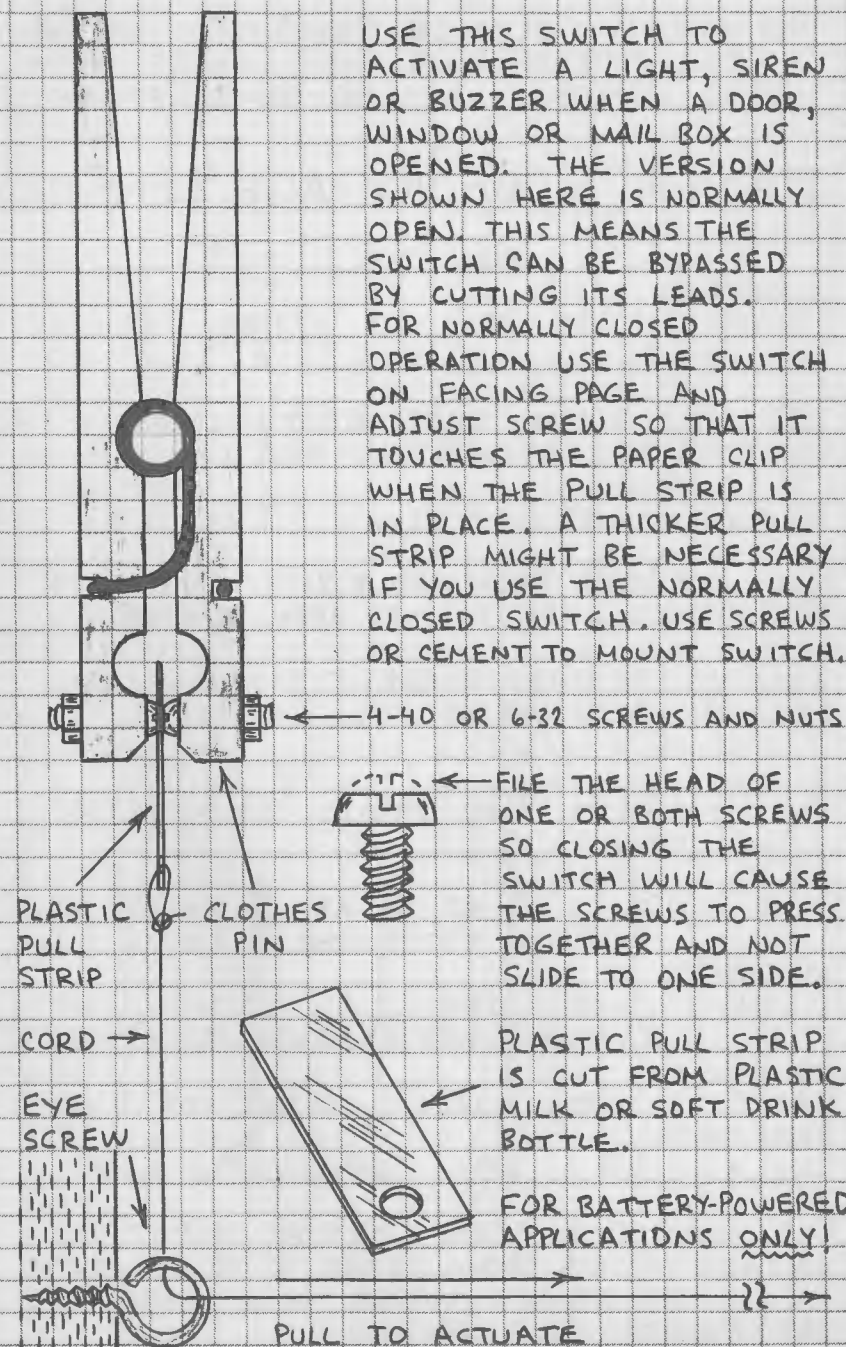 USE THIS SWITCH TO
ACTIVATE A LIGHT, SIREN
OR BUZZER WHEN A DOOR,
WINDOW OR MAIL BOX IS
OPENED. THE VERSION
SHOWN HERE IS NORMALLY
OPEN. THIS MEANS THE
SWITCH CAN BE BYPASSED
BY CUTTING ITS LEADS.
FOR NORMALLY CLOSED
OPERATION USE THE SWITCH
ON FACING PAGE AND
ADJUST SCREW SO THAT IT
TOUCHES THE PAPER CLIP
WHEN THE PULL STRIP IS
IN PLACE. A THICKER PULL
STRIP MIGHT BE NECESSARY
IF YOU USE THE NORMALLY
CLOSED SWITCH. USE SCREWS
OR CEMENT TO MOUNT SWITCH.
4-40 OR 6-32 SCREWS AND NUTS
FILE THE HEAD OF
ONE OR BOTH SCREWS
SO CLOSING THE
SWITCH WILL CAUSE
THE SCREWS TO PRESS
TOGETHER AND NOT
SLIDE TO ONE SIDE.
PLASTIC
PULL
STRIP
CLOTHES
PIN
CORD
PLASTIC PULL STRIP
IS CUT FROM PLASTIC
MILK OR SOFT DRINK
BOTTLE.
EYE
SCREW
FOR BATTERY-POWERED
APPLICATIONS ONLY!
PULL TO ACTUATE